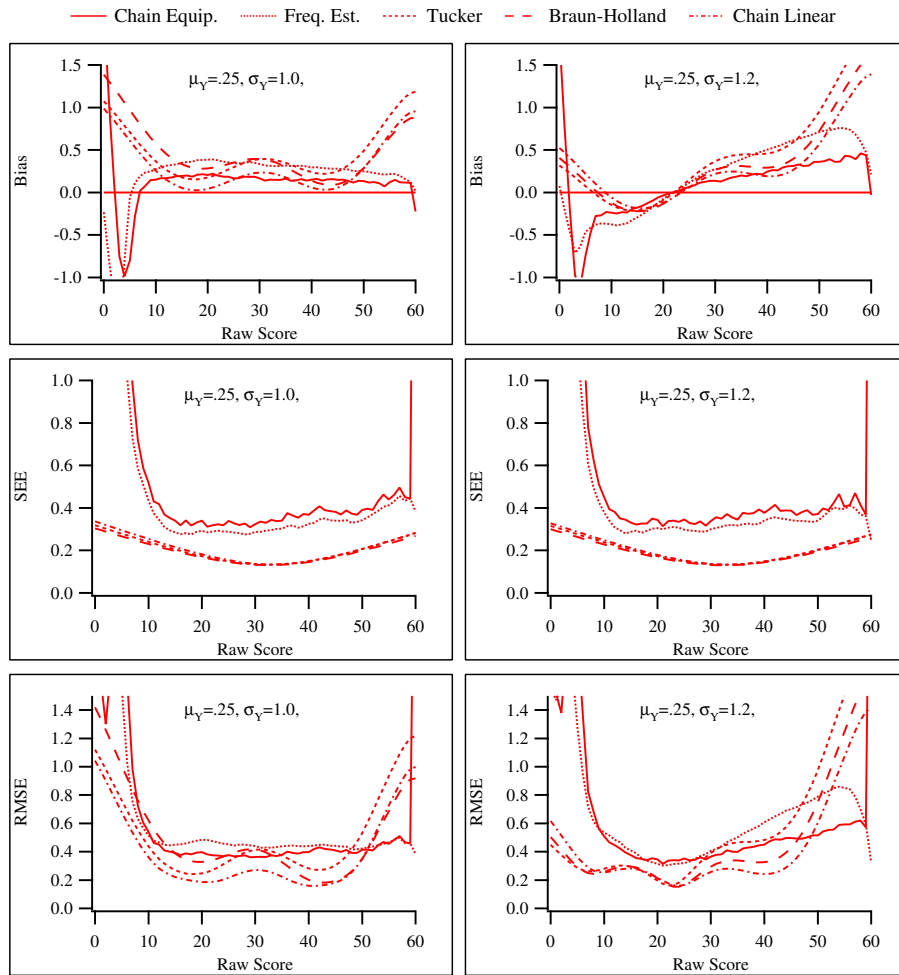 Chain Equip. Freq. Est. Tucker Braun-Holland Chain Linear
μY=.25, σY=1.0,
Bias
1.5
1.0
0.5
0.0
-0.5
-1.0
0 10 20 30 40 50 60
Raw Score
μY=.25, σY=1.2,
Bias
1.5
1.0
0.5
0.0
-0.5
-1.0
0 10 20 30 40 50 60
Raw Score
μY=.25, σY=1.0,
SEE
1.0
0.8
0.6
0.4
0.2
0.0
0 10 20 30 40 50 60
Raw Score
μY=.25, σY=1.2,
SEE
1.0
0.8
0.6
0.4
0.2
0.0
0 10 20 30 40 50 60
Raw Score
μY=.25, σY=1.0,
RMSE
1.4
1.2
1.0
0.8
0.6
0.4
0.2
0.0
0 10 20 30 40 50 60
Raw Score
μY=.25, σY=1.2,
RMSE
1.4
1.2
1.0
0.8
0.6
0.4
0.2
0.0
0 10 20 30 40 50 60
Raw Score